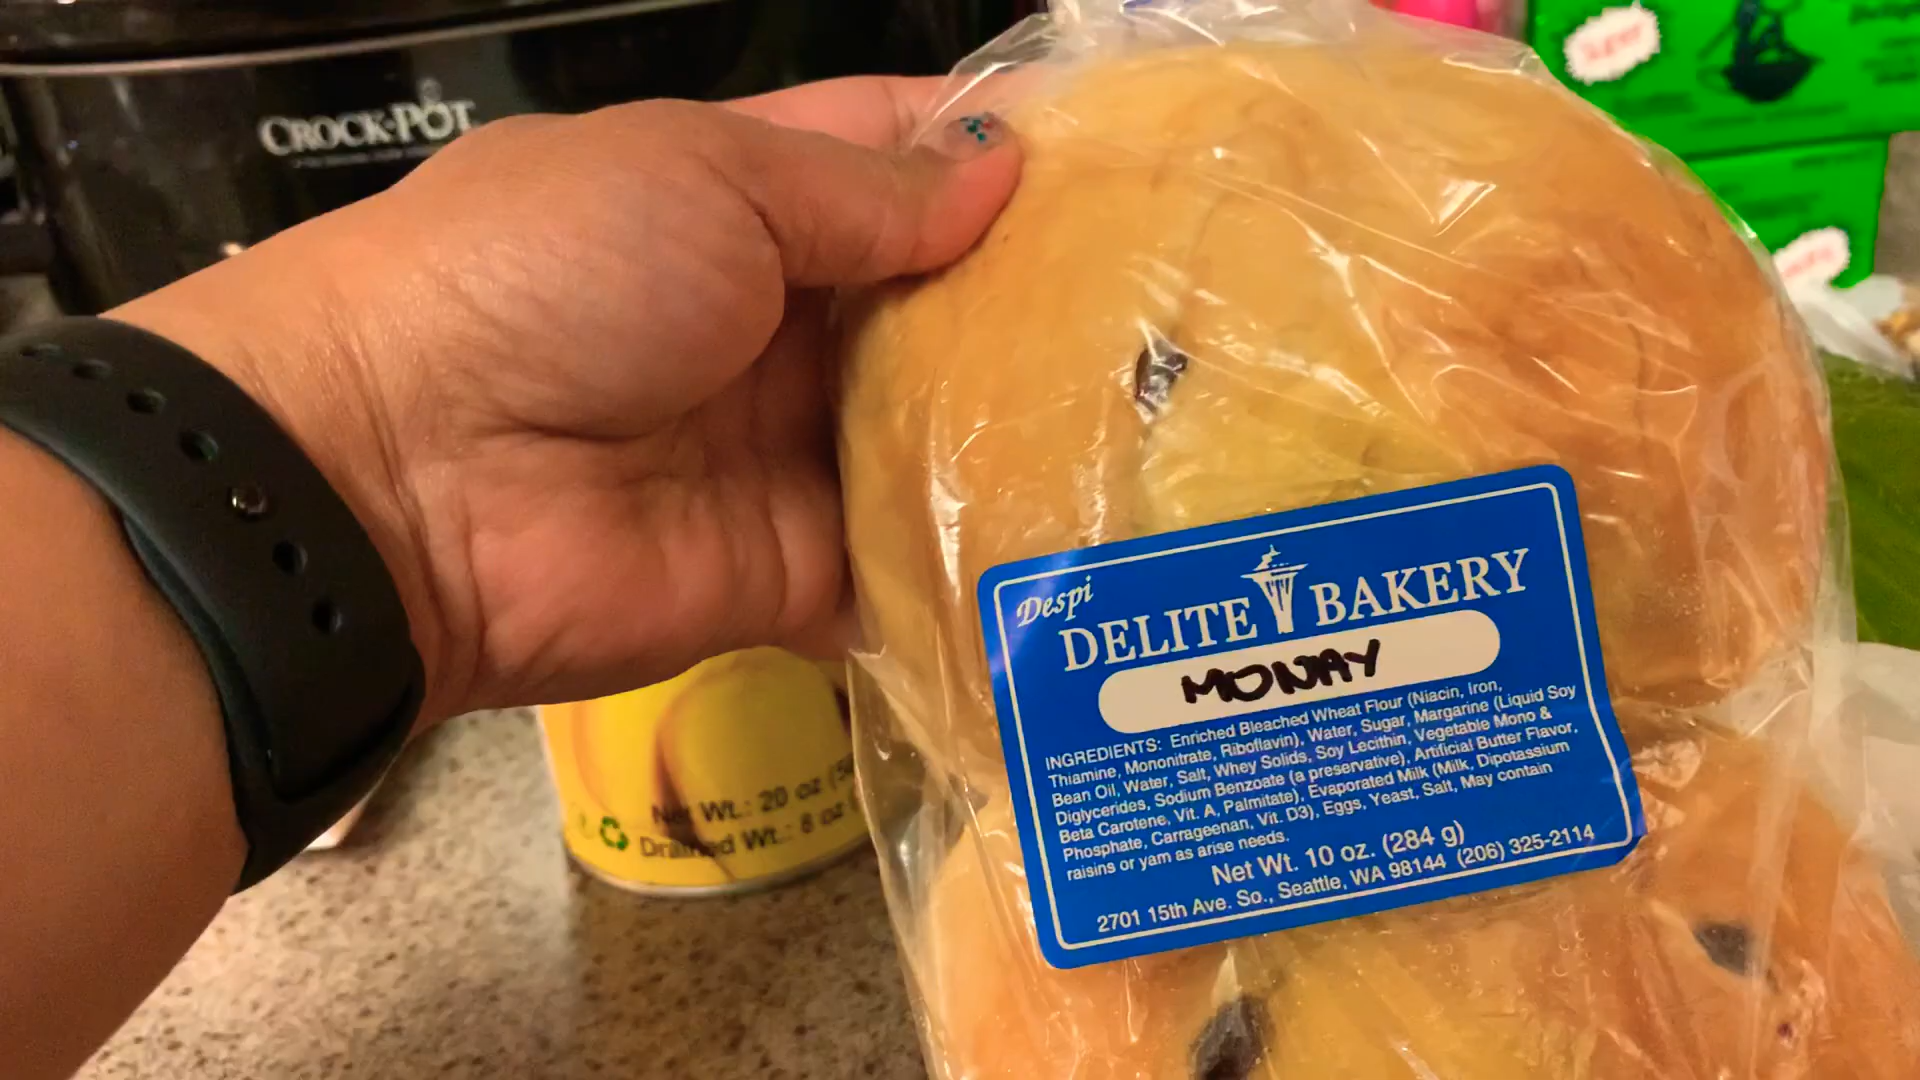 CROCK-POT
Despi
DELITE BAKERY
MONAY
INGREDIENTS: Enriched Bleached Wheat Flour (Niacin, Iron,
Thiamine, Mononitrate, Riboflavin), Water, Sugar, Margarine (Liquid Soy
Bean Oil, Water, Salt, Whey Solids, Soy Lecithin, Vegetable Mono &
Diglycerides, Sodium Benzoate (a preservative), Artificial Butter Flavor,
Beta Carotene, Vit. A, Palmitate), Evaporated Milk (Milk, Dipotassium
Phosphate, Carrageenan, Vit. D3), Eggs, Yeast, Salt, May contain
raisins or yam as arise needs.
Net Wt. 10 oz. (284 g)
2701 15th Ave. So., Seattle, WA 98144 (206) 325-2114
Net Wt.: 20 oz
Drained Wt.: 8 oz